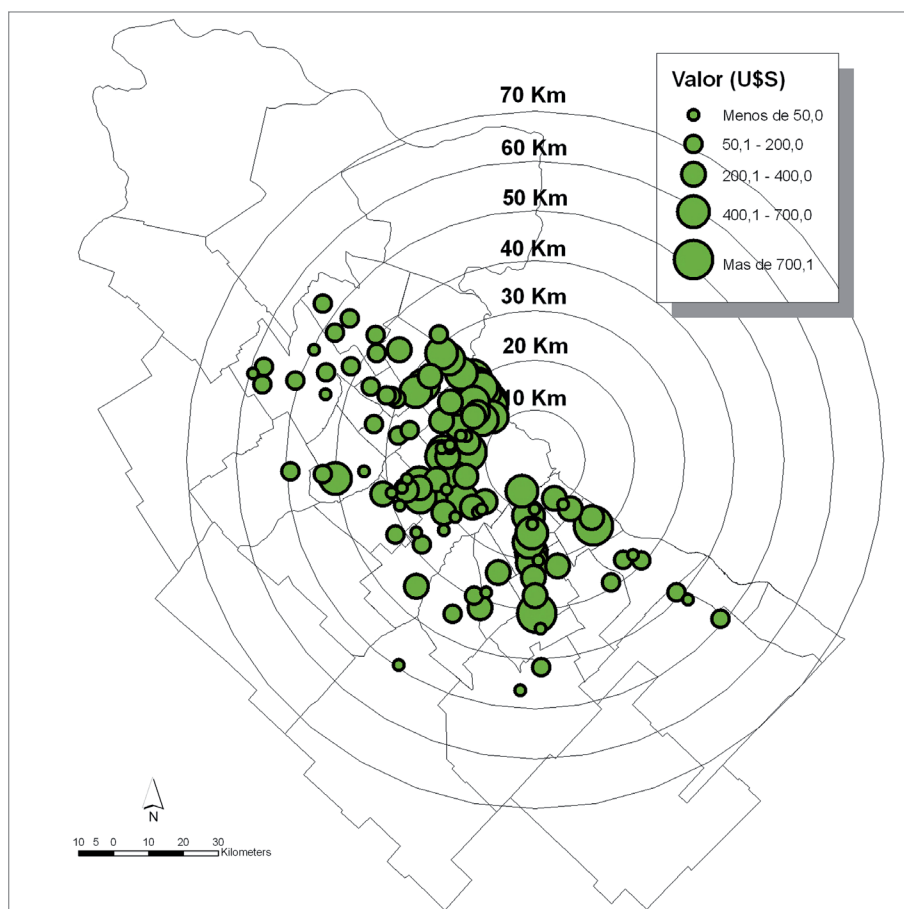 70 Km
60 Km
50 Km
40 Km
30 Km
20 Km
10 Km
Valor (U$S)
Menos de 50,0
50,1 - 200,0
200,1 - 400,0
400,1 - 700,0
Mas de 700,1
N
10 5 0 10 20 30
Kilometers